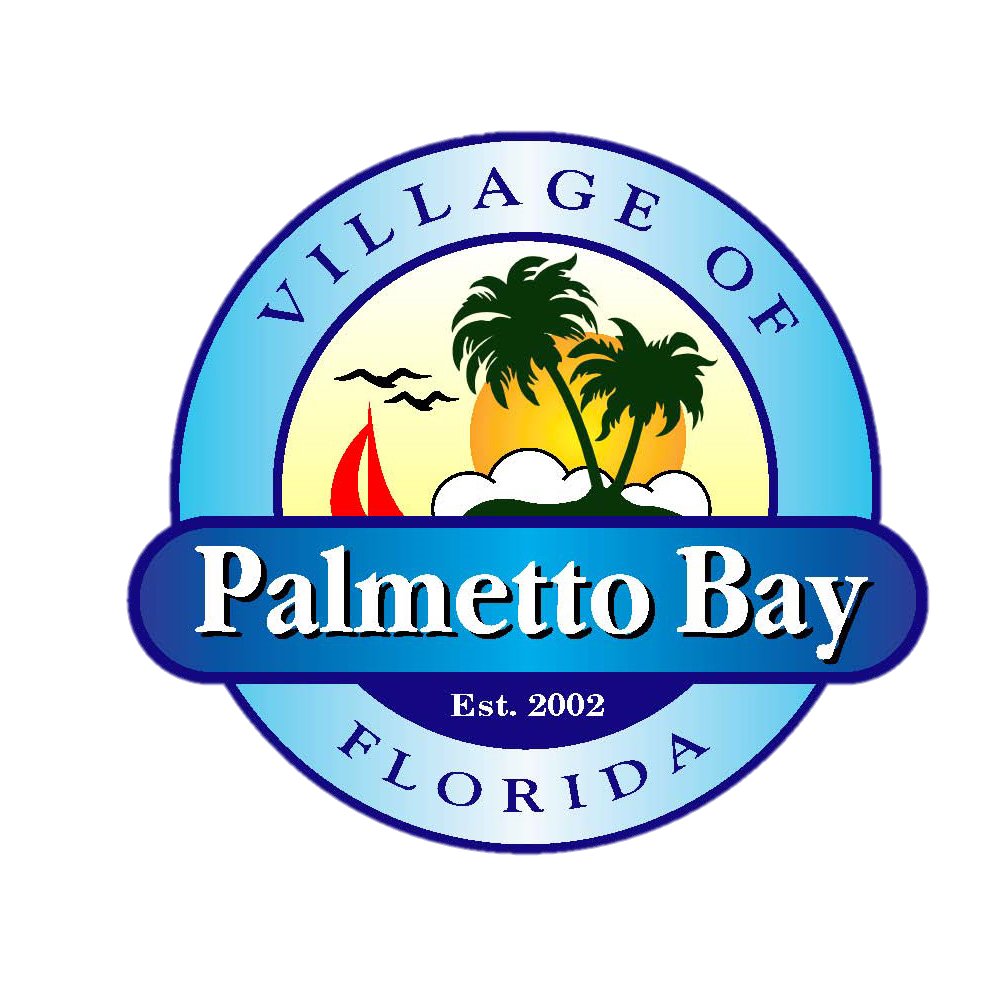 VILLAGE OF
Palmetto Bay
Est. 2002
FLORIDA